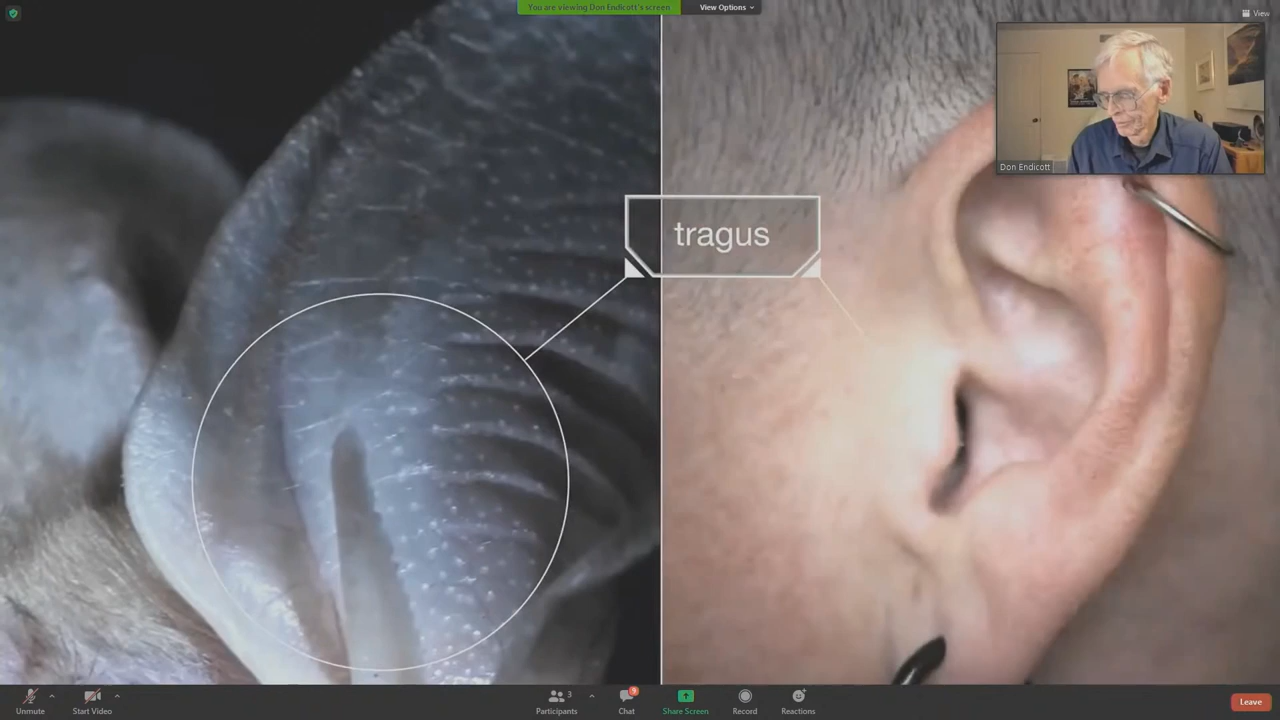 You are viewing Don Endicott's screen
View Options
View
Don Endicott
tragus
Unmute
Start Video
Participants
3
Chat
9
Share Screen
Record
Reactions
Leave